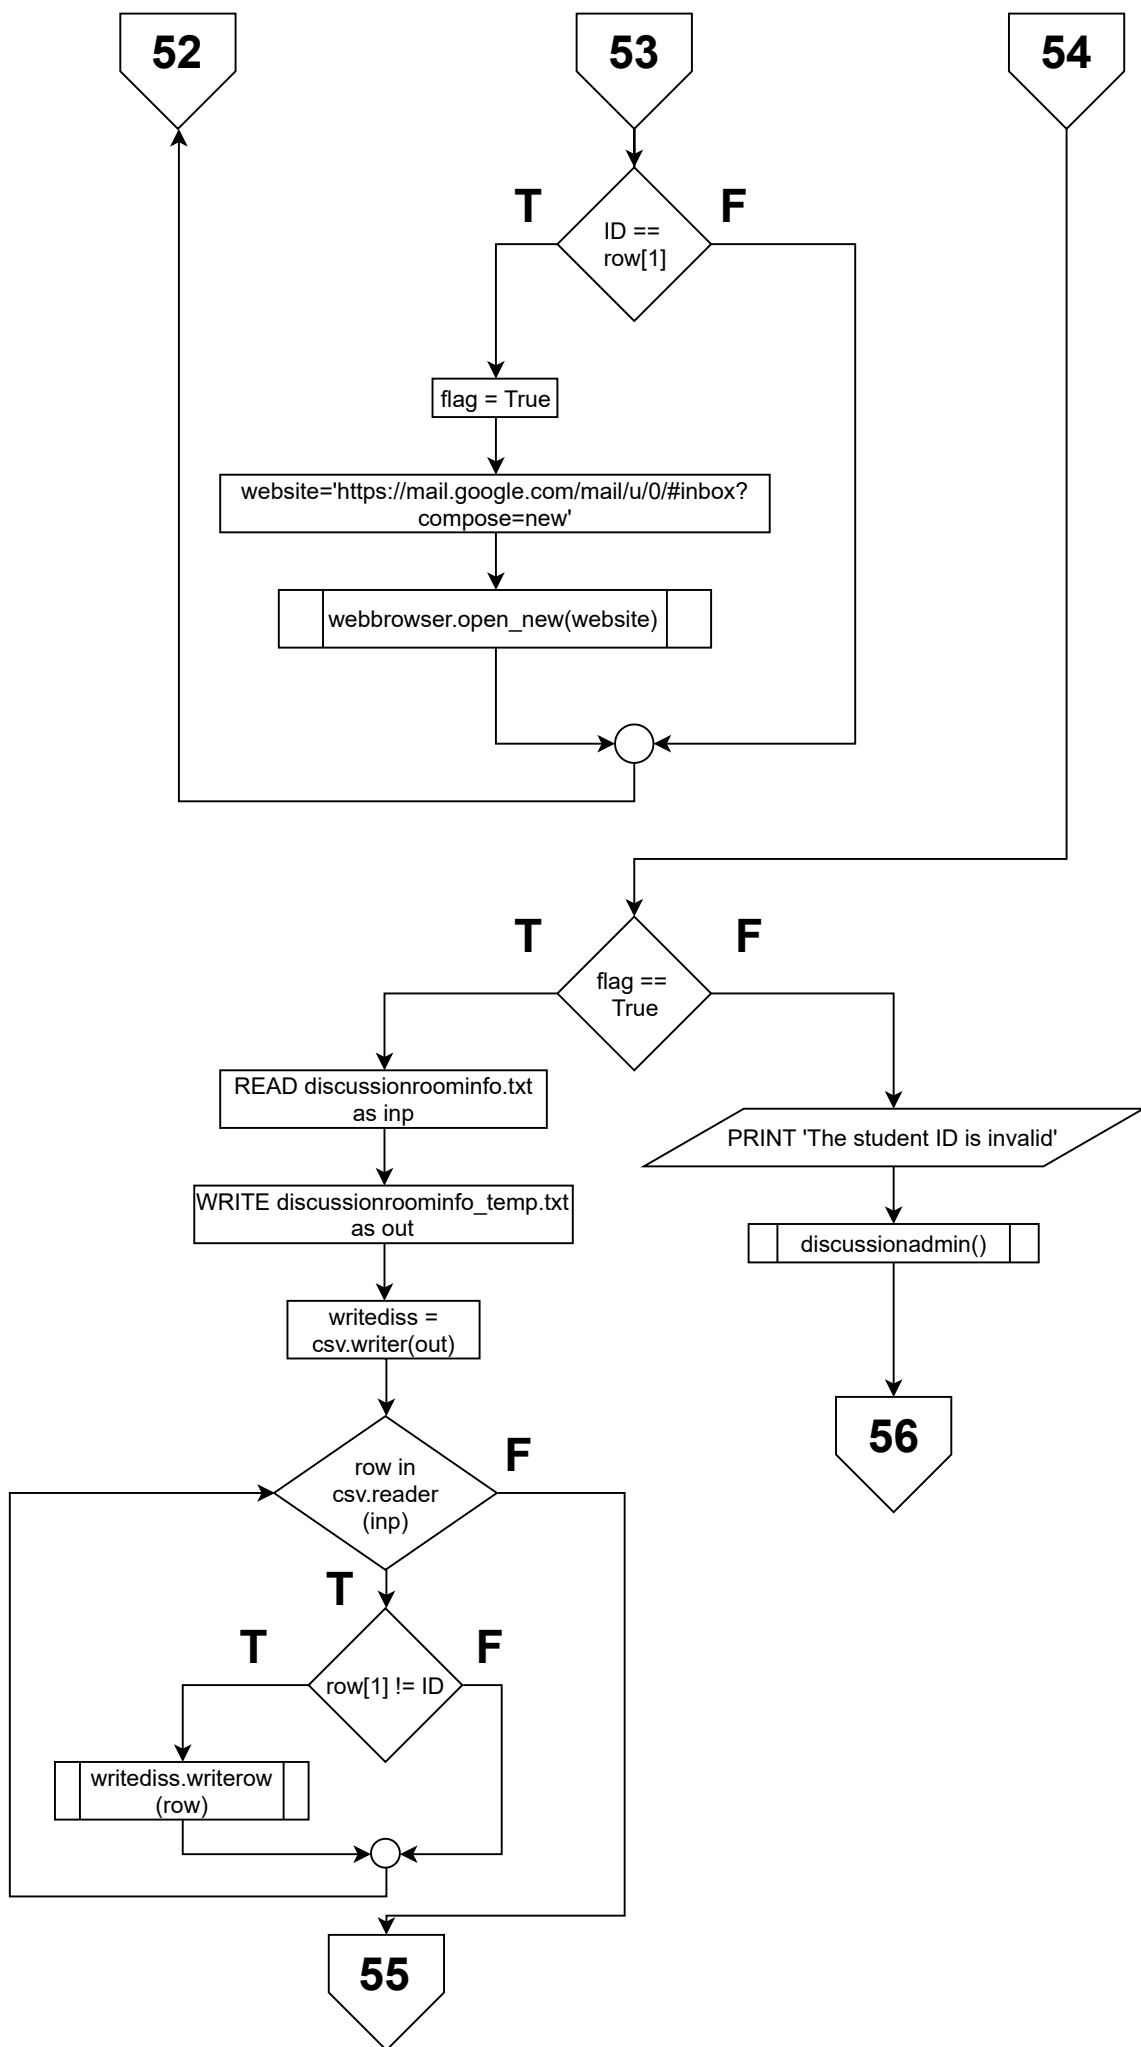 52
53
54
T
F
ID ==
row[1]
flag = True
website='https://mail.google.com/mail/u/0/#inbox?
compose=new'
webbrowser.open_new(website)
T
F
flag ==
True
READ discussionroominfo.txt
as inp
PRINT 'The student ID is invalid'
WRITE discussionroominfo_temp.txt
as out
discussionadmin()
writediss =
csv.writer(out)
56
F
row in
csv.reader
(inp)
T
T
F
row[1] != ID
writediss.writerow
(row)
55